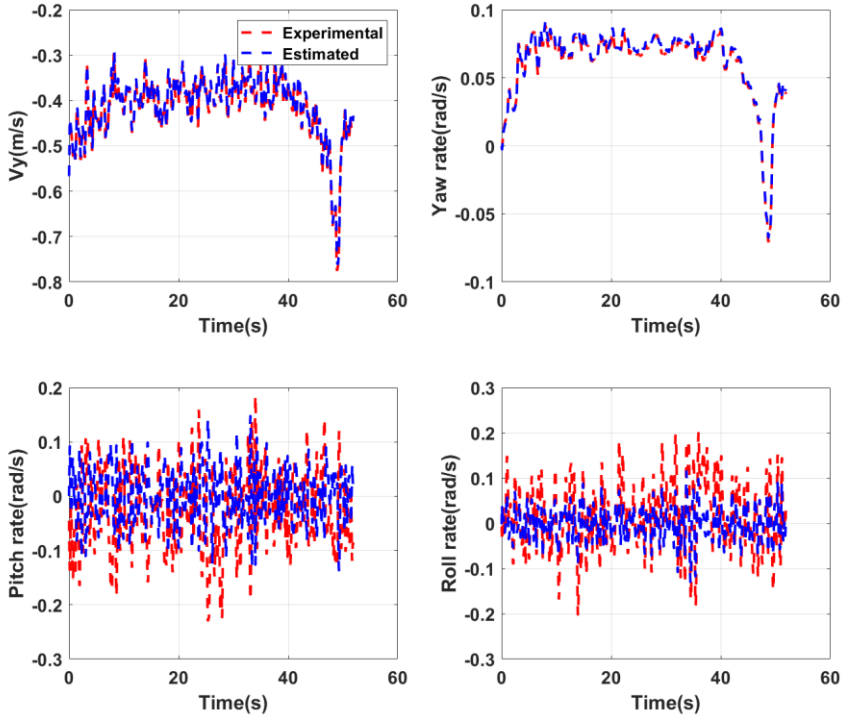 -0.2
-0.3
-0.4
-0.5
-0.6
-0.7
-0.8
Vy(m/s)
Experimental
Estimated
0 20 40 60
Time(s)
0.1
0.05
0
-0.05
-0.1
Yaw rate(rad/s)
0 20 40 60
Time(s)
0.2
0.1
0
-0.1
-0.2
-0.3
Pitch rate(rad/s)
0 20 40 60
Time(s)
0.3
0.2
0.1
0
-0.1
-0.2
-0.3
Roll rate(rad/s)
0 20 40 60
Time(s)